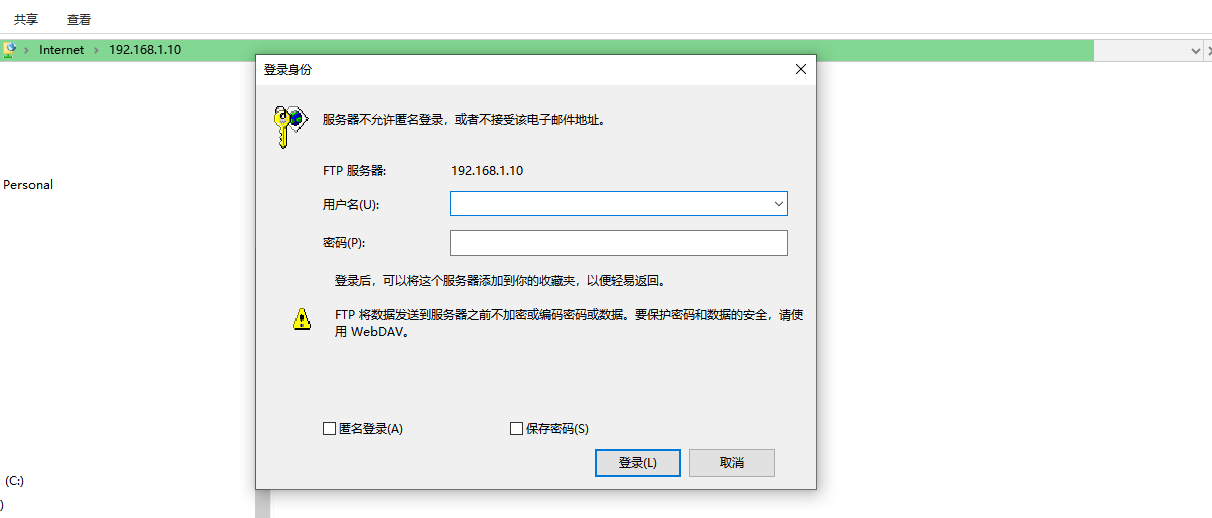 共享 查看
Internet 192.168.1.10
登录身份
服务器不允许匿名登录，或者不接受该电子邮件地址。
FTP 服务器: 192.168.1.10
Personal
用户名(U):
密码(P):
登录后，可以将这个服务器添加到你的收藏夹，以便轻易返回。
FTP 将数据发送到服务器之前不加密或编码密码或数据。要保护密码和数据的安全，请使
用 WebDAV。
匿名登录(A) 保存密码(S)
登录(L) 取消
(C:)
)